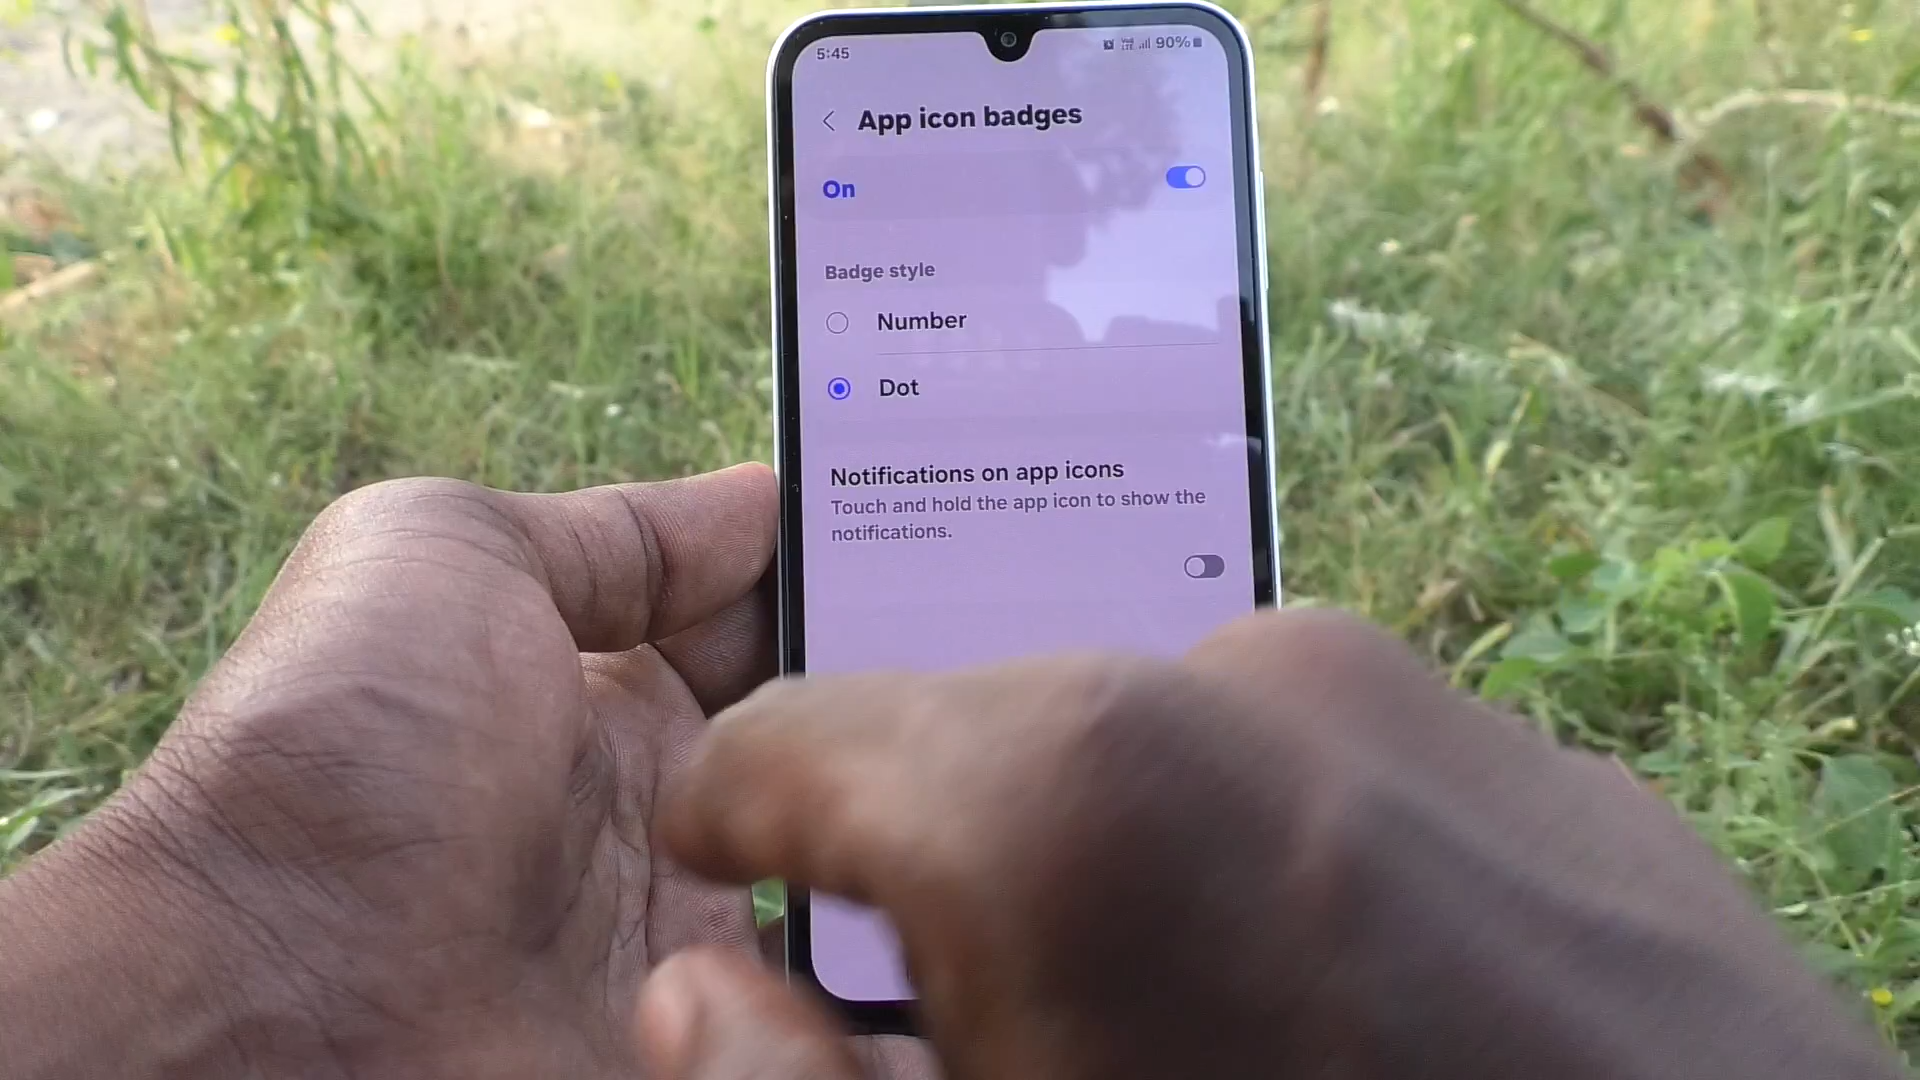 5:45
90%
App icon badges
On
Badge style
Number
Dot
Notifications on app icons
Touch and hold the app icon to show the
notifications.